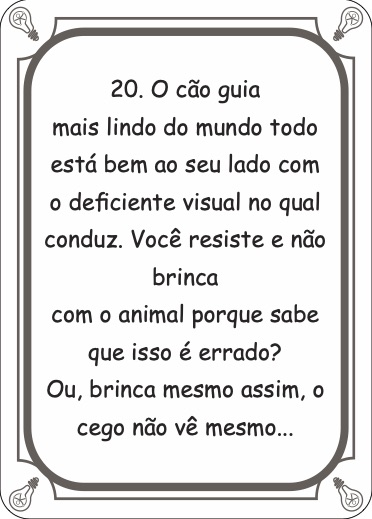 20. O cão guia
mais lindo do mundo todo
está bem ao seu lado com
o deficiente visual no qual
conduz. Você resiste e não
brinca
com o animal porque sabe
que isso é errado?
Ou, brinca mesmo assim, o
cego não vê mesmo...